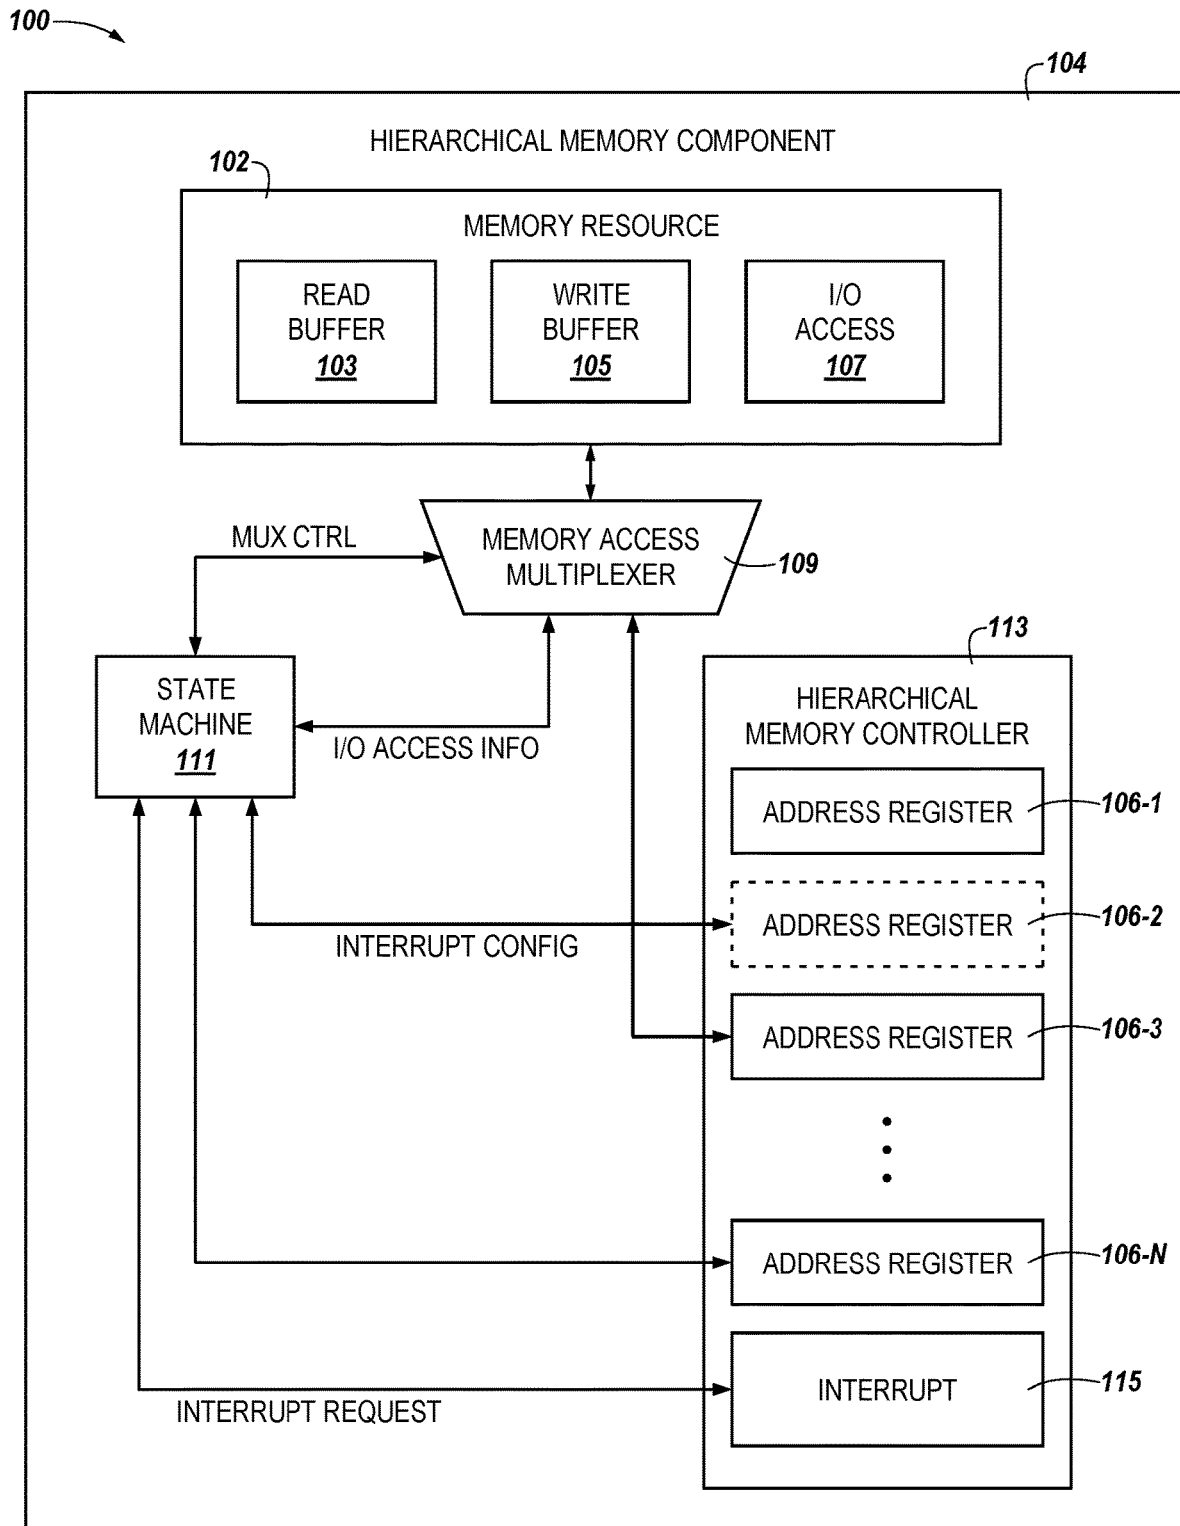 100
104
HIERARCHICAL MEMORY COMPONENT
102
MEMORY RESOURCE
READ
BUFFER
103
WRITE
BUFFER
105
I/O
ACCESS
107
MUX CTRL
MEMORY ACCESS
MULTIPLEXER
109
STATE
MACHINE
111
I/O ACCESS INFO
113
HIERARCHICAL
MEMORY CONTROLLER
ADDRESS REGISTER
106-1
ADDRESS REGISTER
106-2
INTERRUPT CONFIG
ADDRESS REGISTER
106-3
ADDRESS REGISTER
106-N
INTERRUPT
115
INTERRUPT REQUEST